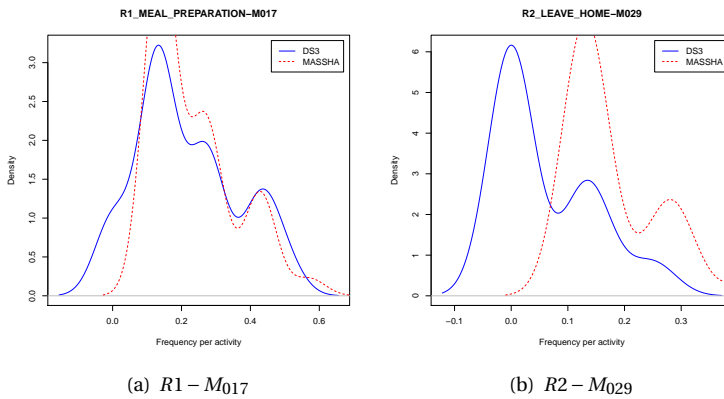 R1_MEAL_PREPARATION−M017
DS3
MASSHA
Density
3.0
2.5
2.0
1.5
1.0
0.5
0.0
0.0 0.2 0.4 0.6
Frequency per activity
(a) R1 − M017
R2_LEAVE_HOME−M029
DS3
MASSHA
Density
6
5
4
3
2
1
0
−0.1 0.0 0.1 0.2 0.3
Frequency per activity
(b) R2 − M029